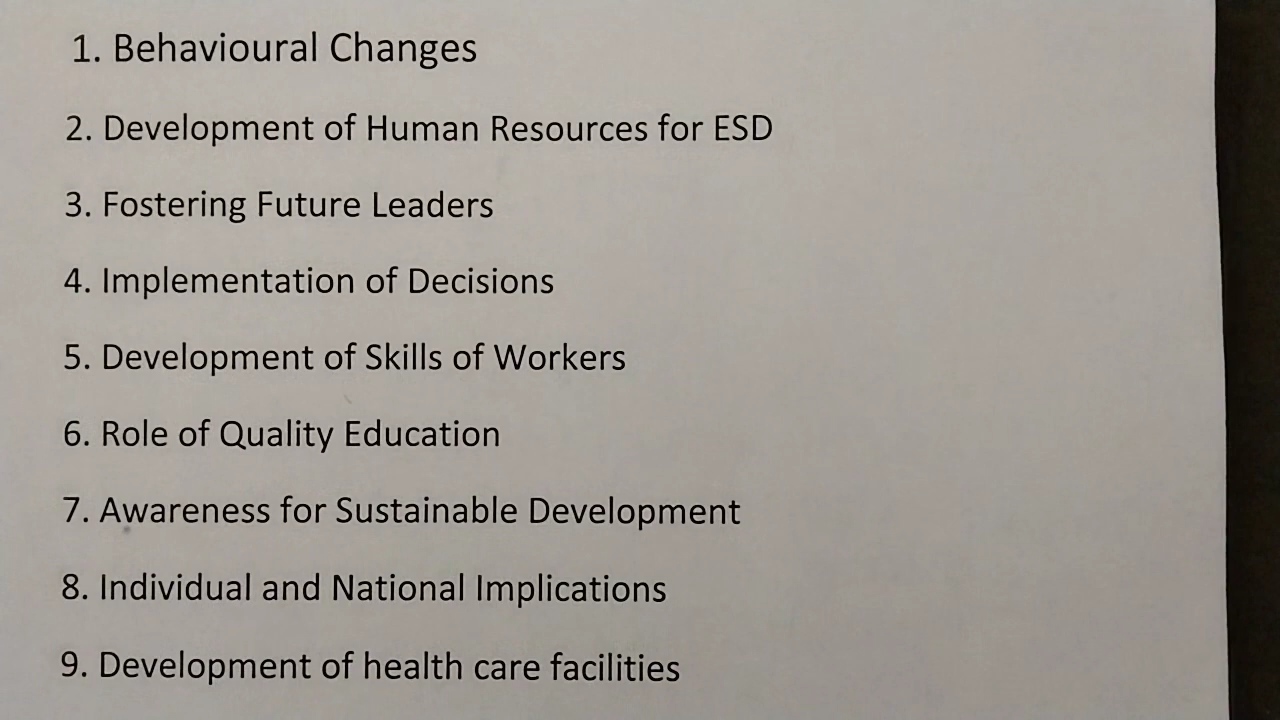 1. Behavioural Changes
2. Development of Human Resources for ESD
3. Fostering Future Leaders
4. Implementation of Decisions
5. Development of Skills of Workers
6. Role of Quality Education
7. Awareness for Sustainable Development
8. Individual and National Implications
9. Development of health care facilities